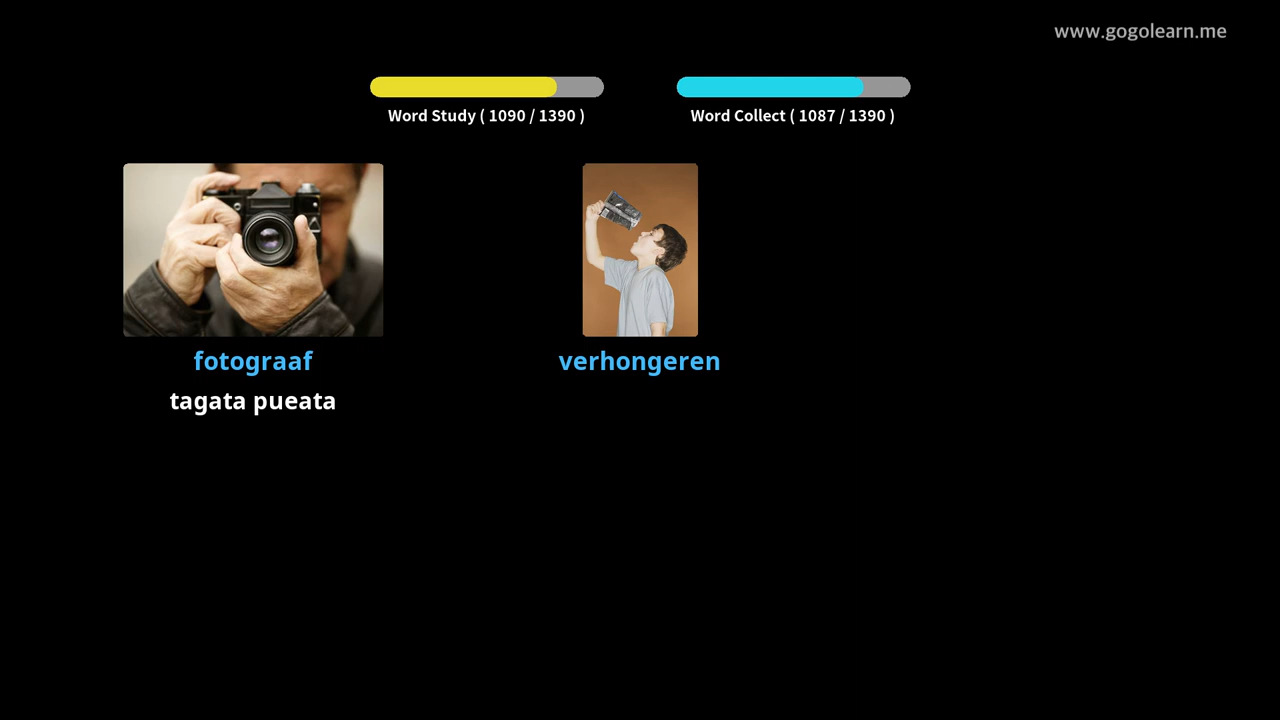 www.gogolearn.me
Word Study ( 1090 / 1390 )
Word Collect ( 1087 / 1390 )
fotograaf
tagata pueata
verhongeren